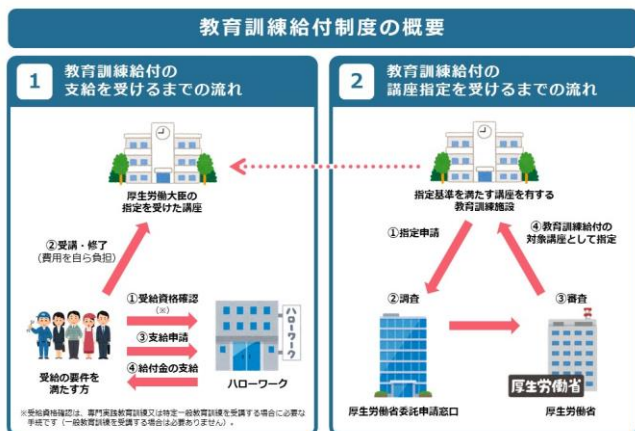 教育訓練給付制度の概要
1
教育訓練給付の
支給を受けるまでの流れ
厚生労働大臣の
指定を受けた講座
②受講・修了
(費用を自ら負担)
①受給資格確認
(※)
③支給申請
④給付金の支給
受給の要件を
満たす方
ハローワーク
ハローワーク
※受給資格確認は、専門実践教育訓練又は特定一般教育訓練を受講する場合に必要な
手続です（一般教育訓練を受講する場合は必要ありません）。
2
教育訓練給付の
講座指定を受けるまでの流れ
指定基準を満たす講座を有する
教育訓練施設
①指定申請
④教育訓練給付の
対象講座として指定
②調査
③審査
厚生労働省
厚生労働省委託申請窓口
厚生労働省